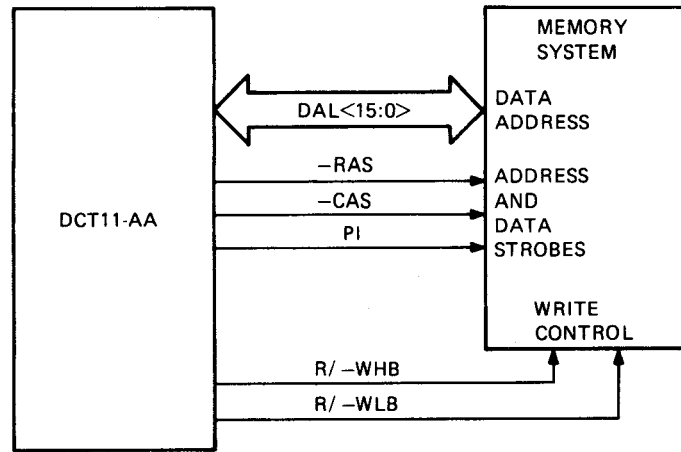 MEMORY
SYSTEM
DAL<15:0>
DATA
ADDRESS
DCT11-AA
-RAS
-CAS
PI
ADDRESS
AND
DATA
STROBES
WRITE
CONTROL
R/ -WHB
R/ -WLB